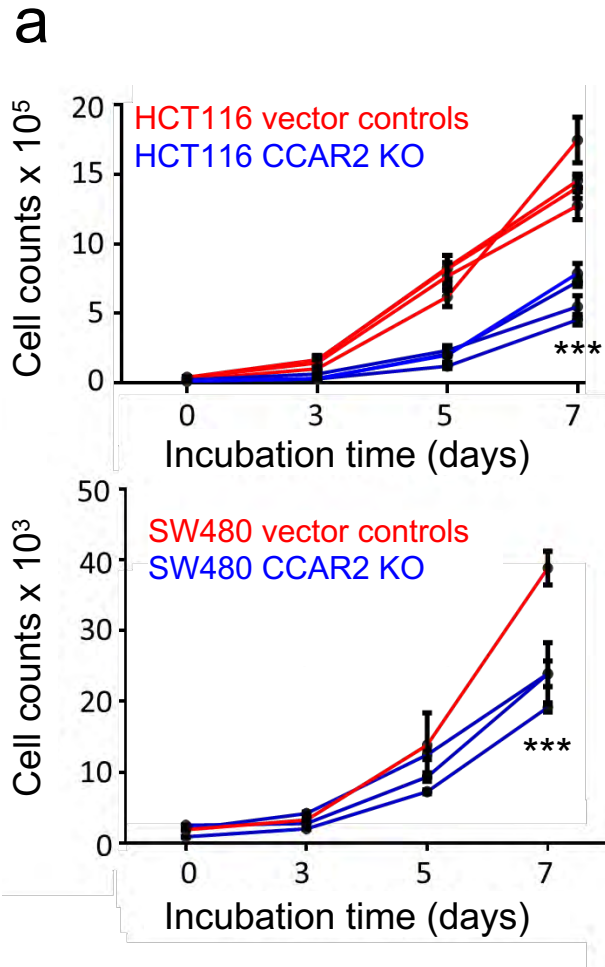 a
20
15
10
5
0
Cell counts x 10⁵
HCT116 vector controls
HCT116 CCAR2 KO
***
0 3 5 7
Incubation time (days)
50
40
30
20
10
0
Cell counts x 10³
SW480 vector controls
SW480 CCAR2 KO
***
0 3 5 7
Incubation time (days)